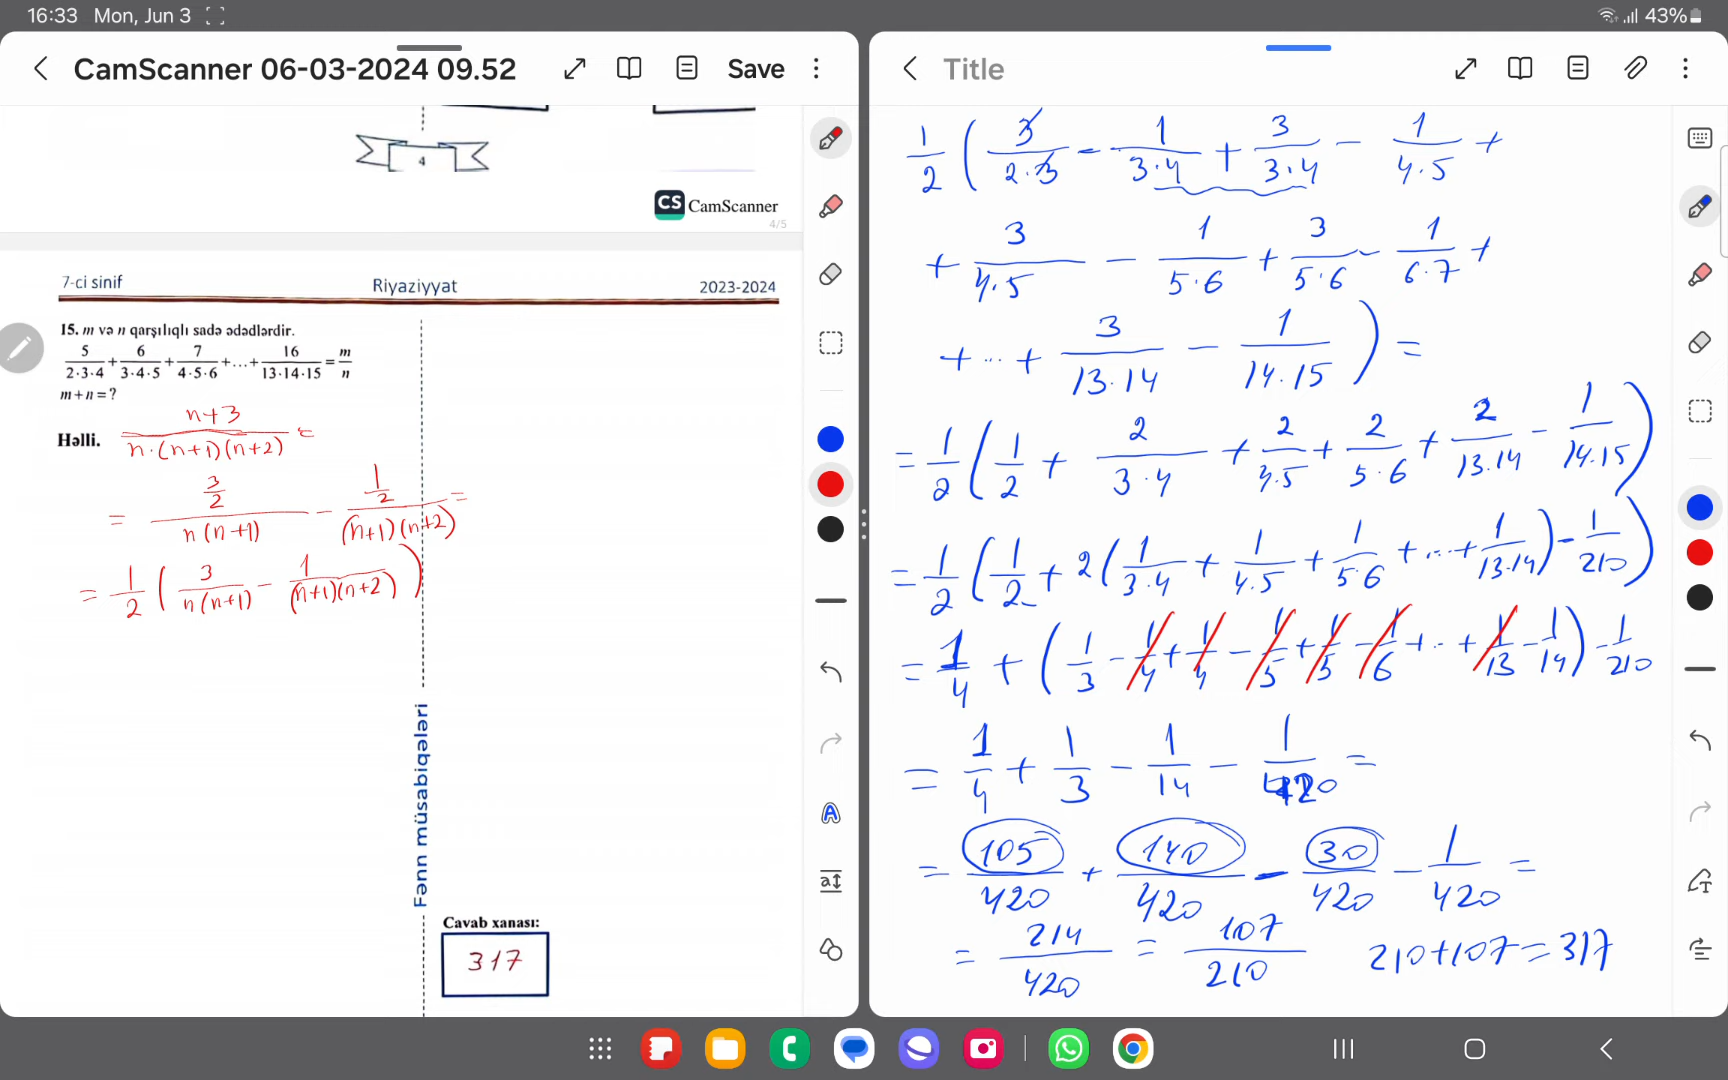 16:33 Mon, Jun 3
43%
CamScanner 06-03-2024 09.52
Save
4
CS CamScanner
4/5
7-ci sinif Riyaziyyat 2023-2024
15. m və n qarşılıqlı sadə ədədlərdir.
5/(2·3·4) + 6/(3·4·5) + 7/(4·5·6) + ... + 16/(13·14·15) = m/n
m + n = ?
Həlli. (n+3)/(n·(n+1)(n+2)) =
= (3/2)/(n(n+1)) - (1/2)/((n+1)(n+2)) =
= 1/2 (3/(n(n+1)) - 1/((n+1)(n+2)))
Fənn müsabiqələri
Cavab xanası:
317
Title
1/2 (3/(2·3) - 1/(3·4) + 3/(3·4) - 1/(4·5) +
+ 3/(4·5) - 1/(5·6) + 3/(5·6) - 1/(6·7) +
+ ... + 3/(13·14) - 1/(14·15)) =
= 1/2 (1/2 + 2/(3·4) + 2/(4·5) + 2/(5·6) + 2/(13·14) - 1/(14·15))
= 1/2 (1/2 + 2(1/(3·4) + 1/(4·5) + 1/(5·6) + ... + 1/(13·14)) - 1/210)
= 1/4 + (1/3 - 1/4 + 1/4 - 1/5 + 1/5 - 1/6 + ... + 1/13 - 1/14) - 1/210
= 1/4 + 1/3 - 1/14 - 1/420 =
= 105/420 + 140/420 - 30/420 - 1/420 =
= 214/420 = 107/210 210+107=317